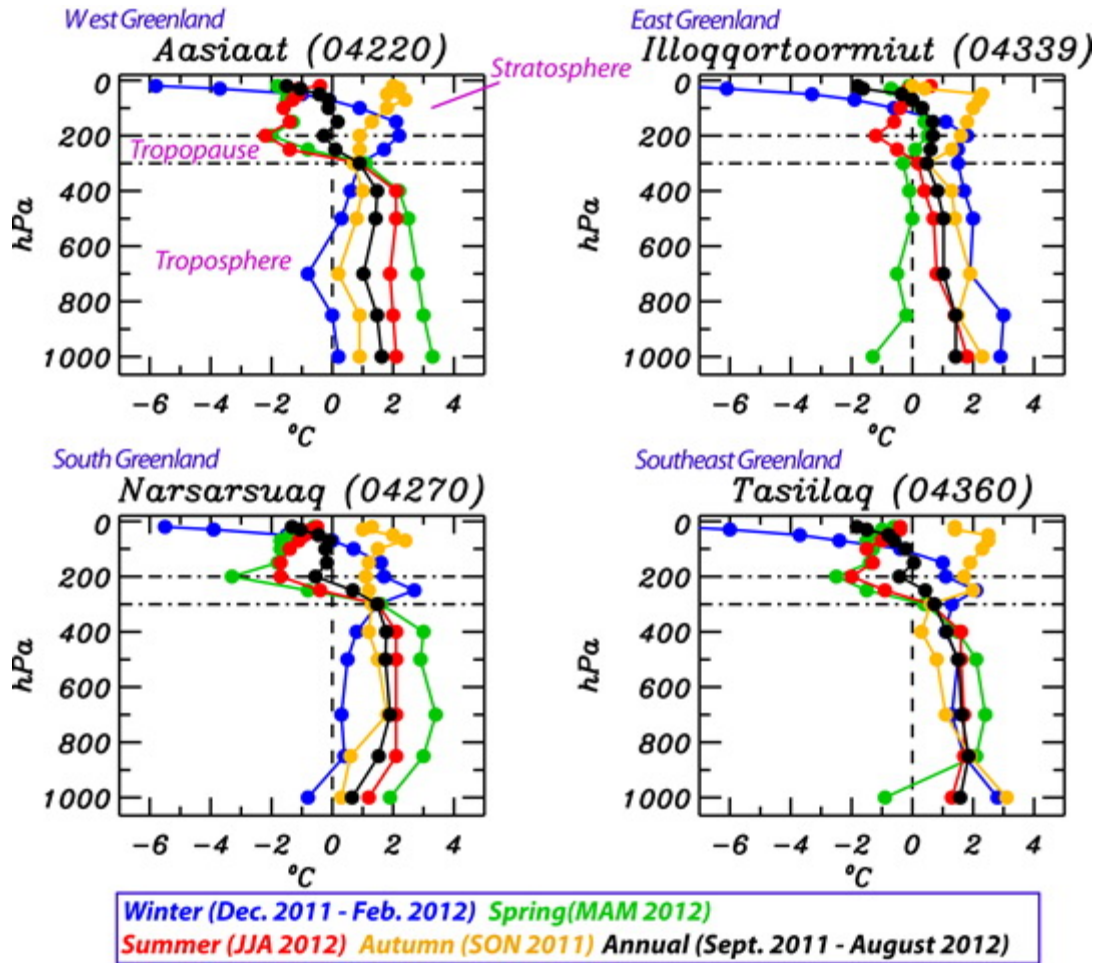 West Greenland
Aasiaat (04220)
East Greenland
Illoqqortoormiut (04339)
Stratosphere
Tropopause
Troposphere
hPa
0
200
400
600
800
1000
-6 -4 -2 0 2 4
°C
hPa
0
200
400
600
800
1000
-6 -4 -2 0 2 4
°C
South Greenland
Narsarsuaq (04270)
Southeast Greenland
Tasiilaq (04360)
hPa
0
200
400
600
800
1000
-6 -4 -2 0 2 4
°C
hPa
0
200
400
600
800
1000
-6 -4 -2 0 2 4
°C
Winter (Dec. 2011 - Feb. 2012) Spring(MAM 2012)
Summer (JJA 2012) Autumn (SON 2011) Annual (Sept. 2011 - August 2012)